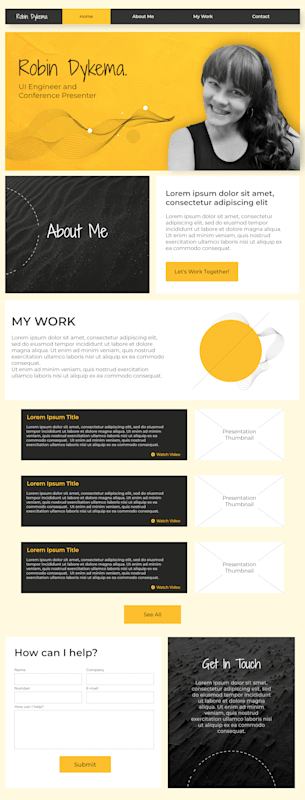 Robin Dykema
Home
About Me
My Work
Contact
Robin Dykema.
UI Engineer and
Conference Presenter
About Me
Lorem ipsum dolor sit amet,
consectetur adipiscing elit
Lorem ipsum dolor sit amet, consectetur
adipiscing elit, sed do eiusmod tempor
incididunt ut labore et dolore magna aliqua.
Ut enim ad minim veniam, quis nostrud
exercitation ullamco laboris nisi ut aliquip ex
ea commodo consequat.
Let's Work Together!
MY WORK
Lorem ipsum dolor sit amet, consectetur
adipiscing elit, sed do eiusmod tempor
incididunt ut labore et dolore magna aliqua.
Ut enim ad minim veniam, quis nostrud
exercitation ullamco laboris nisi ut aliquip ex
ea commodo consequat.
Ut enim ad minim veniam, quis nostrud
exercitation ullamco laboris nisi ut aliquip ex
Lorem Ipsum Title
Lorem ipsum dolor sit amet, consectetur adipiscing elit, sed do eiusmod
tempor incididunt ut labore et dolore magna aliqua. Ut enim ad minim
veniam, quis nostrud exercitation ullamco laboris nisi ut aliquip ex ea
commodo consequat. Ut enim ad minim veniam, quis nostrud
exercitation ullamco laboris nisi ut aliquip ex
Watch Video
Presentation
Thumbnail
Lorem Ipsum Title
Lorem ipsum dolor sit amet, consectetur adipiscing elit, sed do eiusmod
tempor incididunt ut labore et dolore magna aliqua. Ut enim ad minim
veniam, quis nostrud exercitation ullamco laboris nisi ut aliquip ex ea
commodo consequat. Ut enim ad minim veniam, quis nostrud
exercitation ullamco laboris nisi ut aliquip ex
Watch Video
Presentation
Thumbnail
Lorem Ipsum Title
Lorem ipsum dolor sit amet, consectetur adipiscing elit, sed do eiusmod
tempor incididunt ut labore et dolore magna aliqua. Ut enim ad minim
veniam, quis nostrud exercitation ullamco laboris nisi ut aliquip ex ea
commodo consequat. Ut enim ad minim veniam, quis nostrud
exercitation ullamco laboris nisi ut aliquip ex
Watch Video
Presentation
Thumbnail
See All
How can I help?
Name
Company
Number
E-mail
How can I help?
Submit
Get In Touch
Lorem ipsum dolor sit amet,
consectetur adipiscing elit, sed do
eiusmod tempor incididunt ut
labore et dolore magna aliqua. Ut
enim ad minim veniam, quis
nostrud exercitation ullamco
laboris nisi ut aliquip ex ea
commodo consequat.